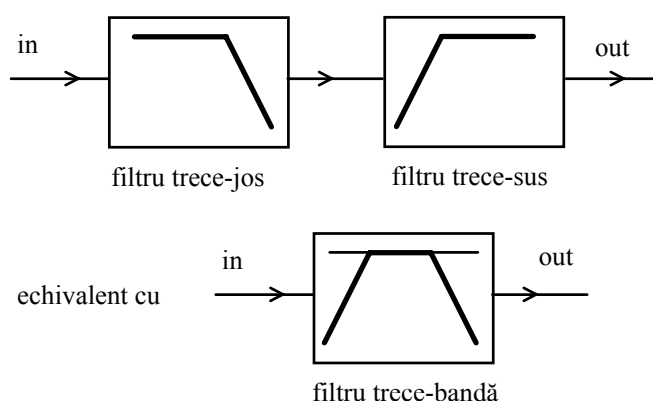 in
out
filtru trece-jos
filtru trece-sus
in
out
echivalent cu
filtru trece-bandă